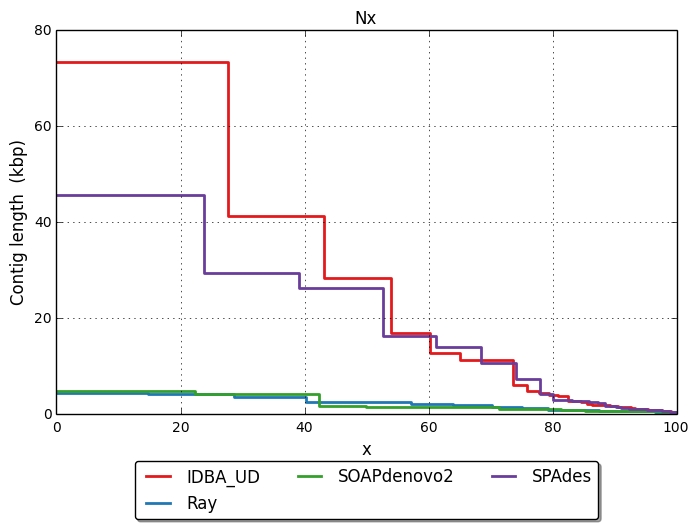 Nx
80
60
40
20
0
Contig length (kbp)
0 20 40 60 80 100
x
IDBA_UD SOAPdenovo2 SPAdes
Ray